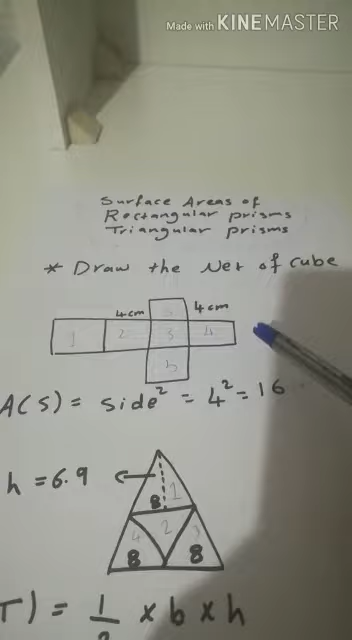 Made with KINEMASTER
Surface Areas of
Rectangular prisms
Triangular prisms
* Draw the Net of cube
4cm 4cm
1 2 3 4
5
A(S) = side² = 4² = 16
h = 6.9
8 1
4 2 3
8 8
T) = 1/2 × b × h